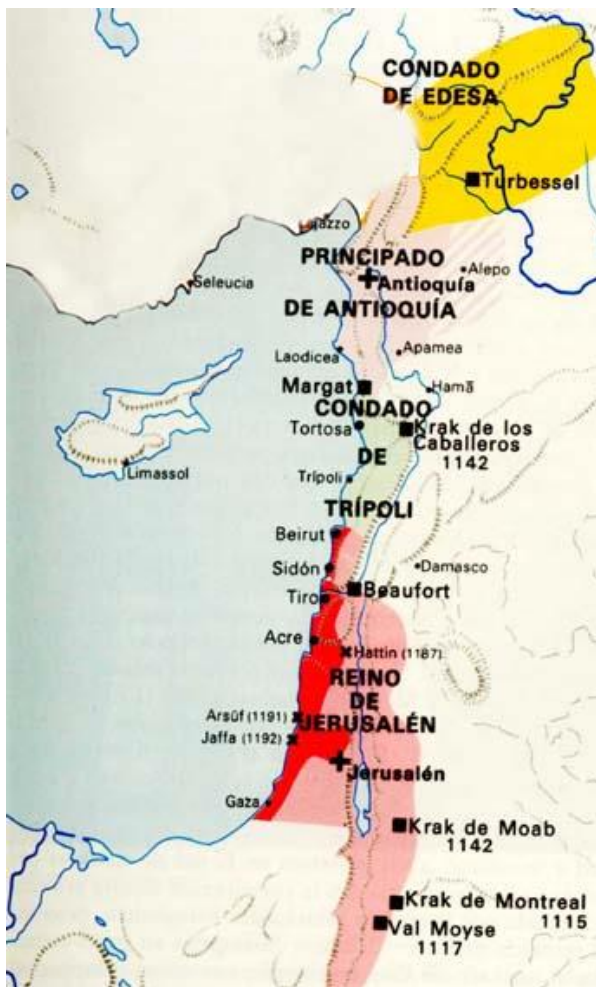 CONDADO
DE EDESA
Turbessel
PRINCIPADO
Seleucia
Antioquía
Alepo
DE ANTIOQUÍA
Laodicea
Apamea
Margat
Hamā
CONDADO
Tortosa
Krak de los
Caballeros
1142
DE
Limassol
Trípoli
TRÍPOLI
Beirut
Sidón
Damasco
Tiro
Beaufort
Acre
Hattin (1187)
REINO
DE
Arsūf (1191)
JERUSALÉN
Jaffa (1192)
Jerusalén
Gaza
Krak de Moab
1142
Krak de Montreal
1115
Val Moyse
1117